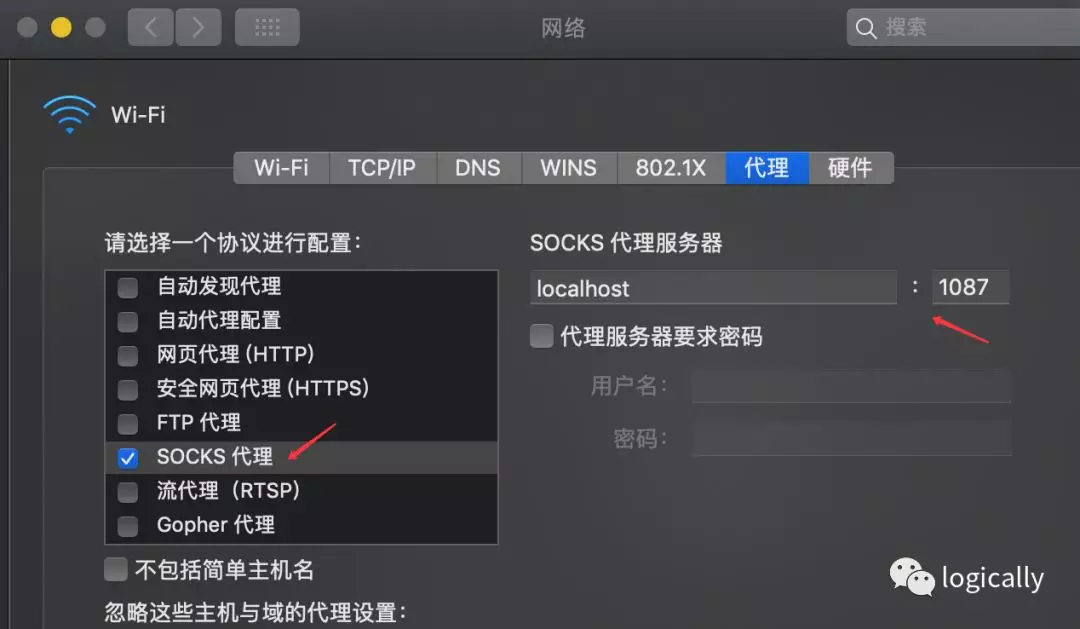 网络
搜索
Wi-Fi
Wi-Fi TCP/IP DNS WINS 802.1X 代理 硬件
请选择一个协议进行配置：
自动发现代理
自动代理配置
网页代理 (HTTP)
安全网页代理 (HTTPS)
FTP 代理
SOCKS 代理
流代理（RTSP）
Gopher 代理
不包括简单主机名
忽略这些主机与域的代理设置：
SOCKS 代理服务器
localhost : 1087
代理服务器要求密码
用户名：
密码：
logically